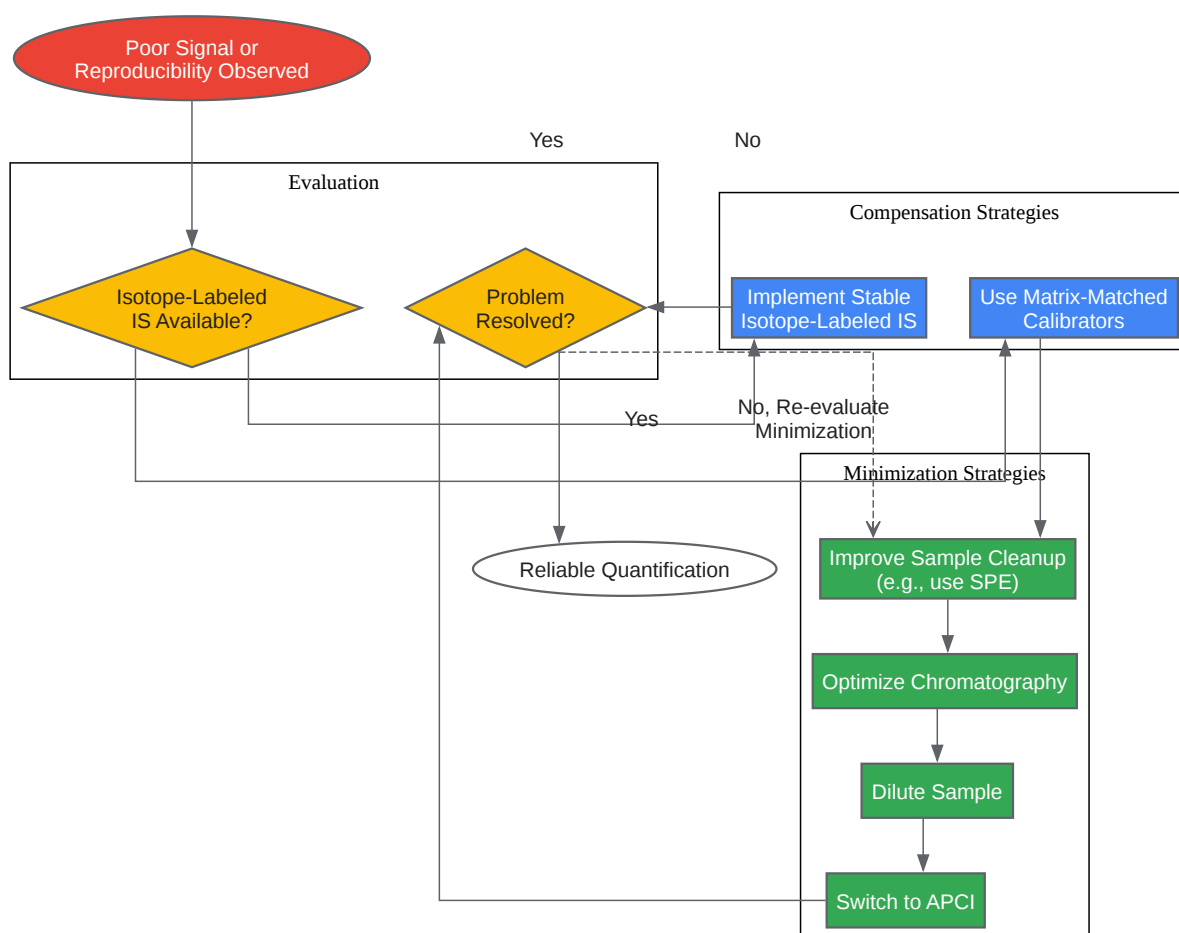 Poor Signal or
Reproducibility Observed
Yes
No
Evaluation
Compensation Strategies
Isotope-Labeled
IS Available?
Problem
Resolved?
Implement Stable
Isotope-Labeled IS
Use Matrix-Matched
Calibrators
Yes
No, Re-evaluate
Minimization
Minimization Strategies
Reliable Quantification
Improve Sample Cleanup
(e.g., use SPE)
Optimize Chromatography
Dilute Sample
Switch to APCI